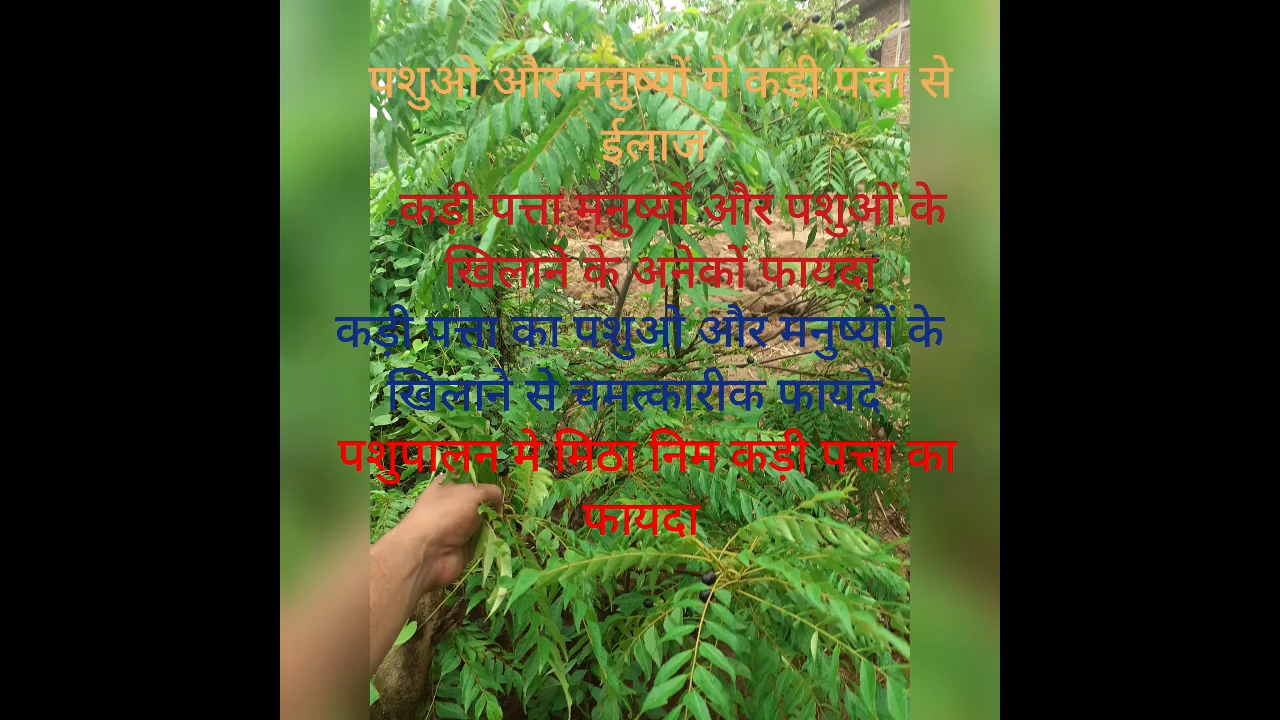 पशुओ और मनुष्यों मे कड़ी पत्ता से
ईलाज
.कड़ी पत्ता मनुष्यों और पशुओं के
खिलाने के अनेकों फायदा
कड़ी पत्ता का पशुओ और मनुष्यों के
खिलाने से चमत्कारीक फायदे
पशुपालन मे मिठा निम कड़ी पत्ता का
फायदा